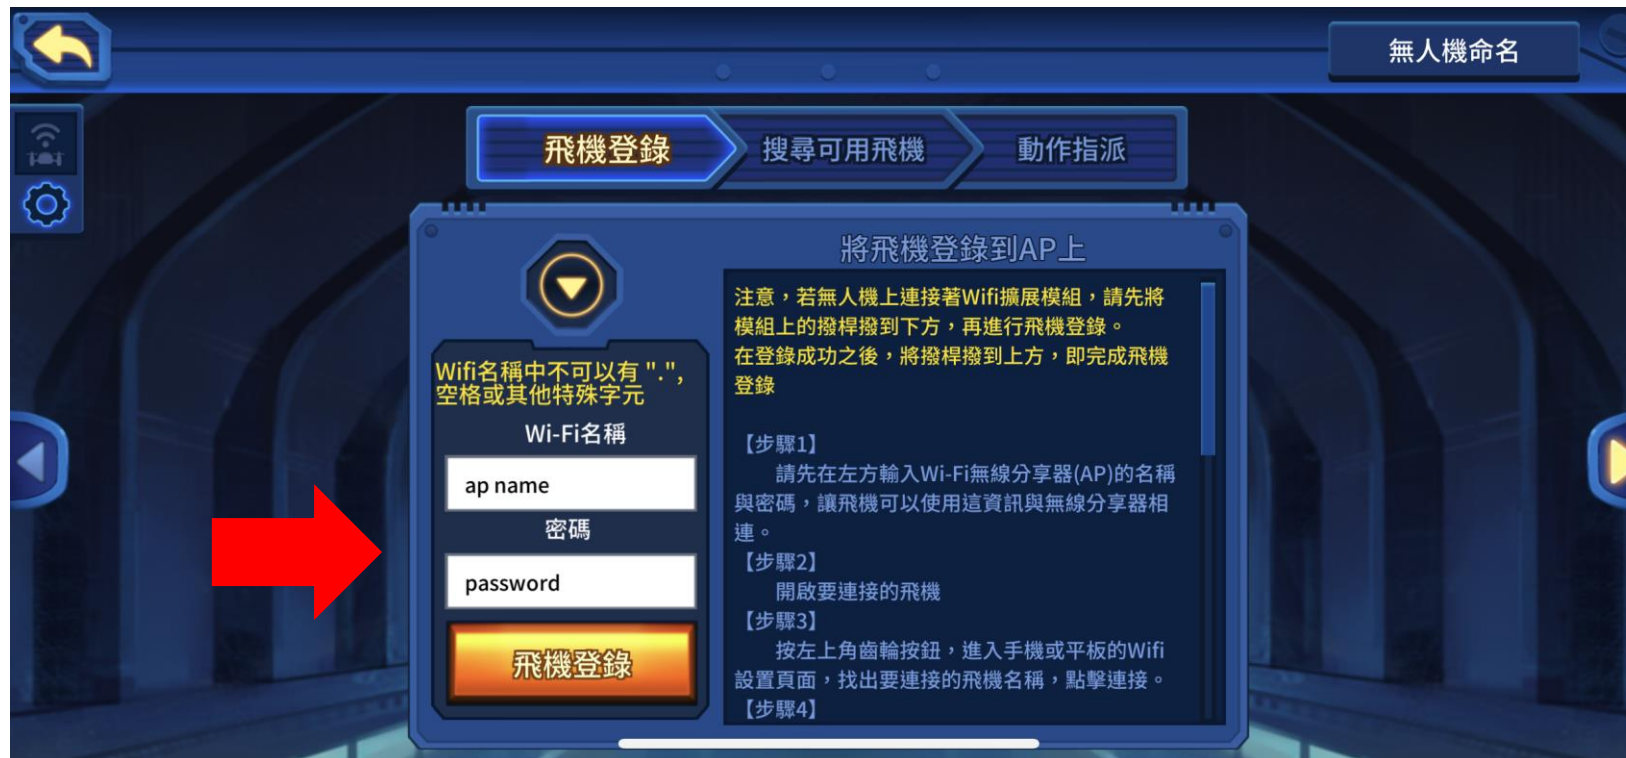 無人機命名
飛機登錄
搜尋可用飛機
動作指派
Wifi名稱中不可以有 ".",
空格或其他特殊字元
Wi-Fi名稱
ap name
密碼
password
飛機登錄
將飛機登錄到AP上
注意，若無人機上連接著Wifi擴展模組，請先將
模組上的撥桿撥到下方，再進行飛機登錄。
在登錄成功之後，將撥桿撥到上方，即完成飛機
登錄
【步驟1】
請先在左方輸入Wi-Fi無線分享器(AP)的名稱
與密碼，讓飛機可以使用這資訊與無線分享器相
連。
【步驟2】
開啟要連接的飛機
【步驟3】
按左上角齒輪按鈕，進入手機或平板的Wifi
設置頁面，找出要連接的飛機名稱，點擊連接。
【步驟4】